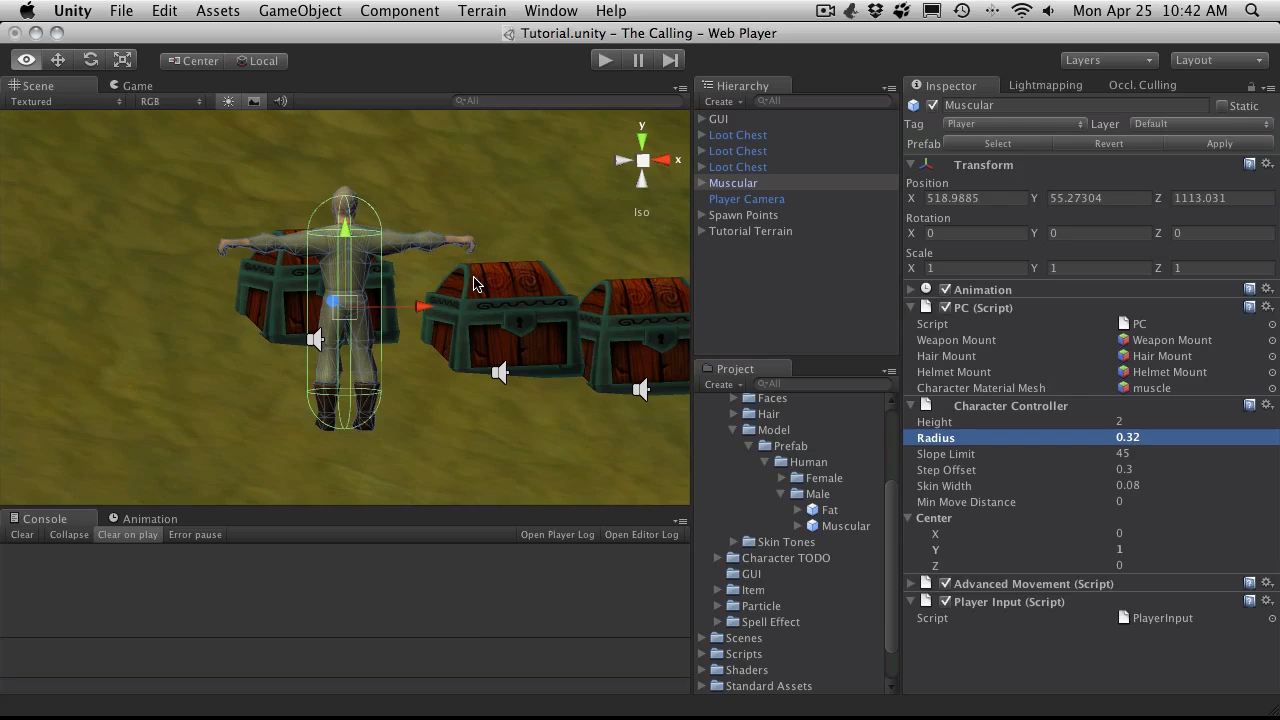 Unity File Edit Assets GameObject Component Terrain Window Help Mon Apr 25 10:42 AM
Tutorial.unity - The Calling - Web Player
Center Local Layers Layout
Scene Game
Textured RGB All
y
x
Iso
Hierarchy
Create All
GUI
Loot Chest
Loot Chest
Loot Chest
Muscular
Player Camera
Spawn Points
Tutorial Terrain
Project
Create All
Faces
Hair
Model
Prefab
Human
Female
Male
Fat
Muscular
Skin Tones
Character TODO
GUI
Item
Particle
Spell Effect
Scenes
Scripts
Shaders
Standard Assets
Inspector Lightmapping Occl. Culling
Muscular Static
Tag Player Layer Default
Prefab Select Revert Apply
Transform
Position
X 518.9885 Y 55.27304 Z 1113.031
Rotation
X 0 Y 0 Z 0
Scale
X 1 Y 1 Z 1
Animation
PC (Script)
Script PC
Weapon Mount Weapon Mount
Hair Mount Hair Mount
Helmet Mount Helmet Mount
Character Material Mesh muscle
Character Controller
Height 2
Radius 0.32
Slope Limit 45
Step Offset 0.3
Skin Width 0.08
Min Move Distance 0
Center
X 0
Y 1
Z 0
Advanced Movement (Script)
Player Input (Script)
Script PlayerInput
Console Animation
Clear Collapse Clear on play Error pause Open Player Log Open Editor Log